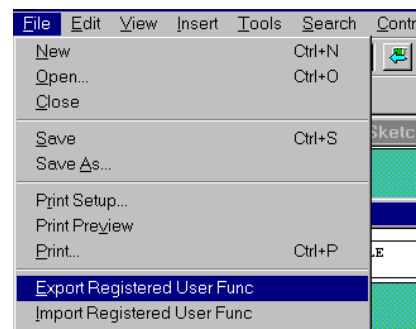 File Edit View Insert Tools Search Contr
New Ctrl+N
Open... Ctrl+O
Close
Sketc
Save Ctrl+S
Save As...
Print Setup...
Print Preview
Print... Ctrl+P
LE
Export Registered User Func
Import Registered User Func